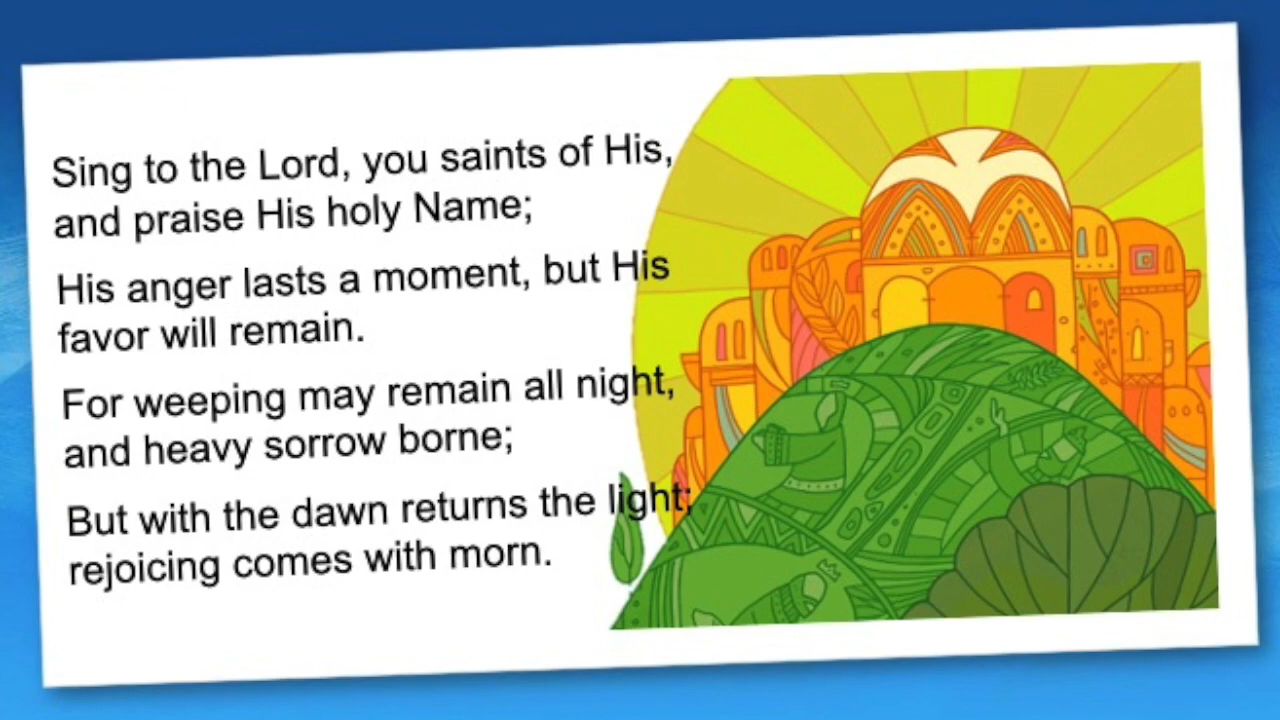 Sing to the Lord, you saints of His,
and praise His holy Name;
His anger lasts a moment, but His
favor will remain.
For weeping may remain all night,
and heavy sorrow borne;
But with the dawn returns the light;
rejoicing comes with morn.